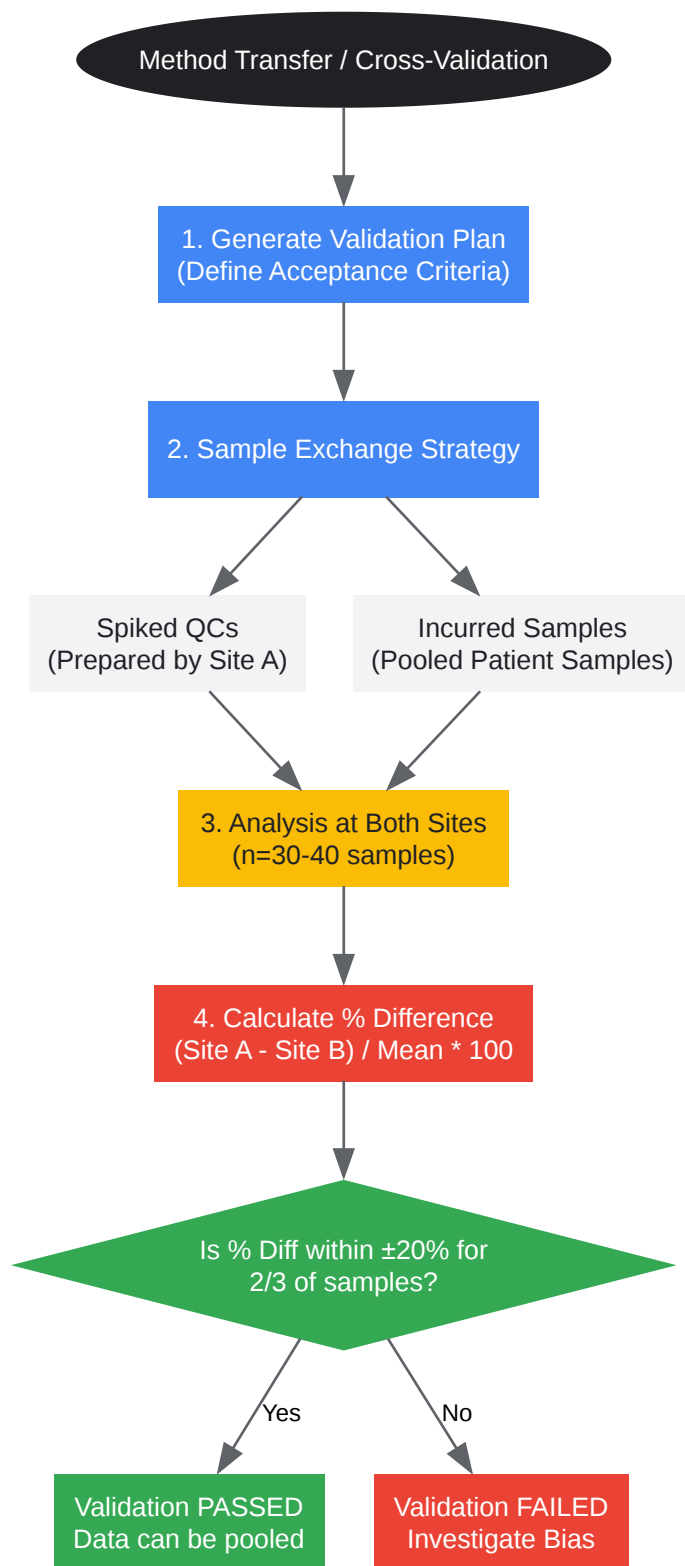 Method Transfer / Cross-Validation
1. Generate Validation Plan
(Define Acceptance Criteria)
2. Sample Exchange Strategy
Spiked QCs
(Prepared by Site A)
Incurred Samples
(Pooled Patient Samples)
3. Analysis at Both Sites
(n=30-40 samples)
4. Calculate % Difference
(Site A - Site B) / Mean * 100
Is % Diff within ±20% for
2/3 of samples?
Yes
No
Validation PASSED
Data can be pooled
Validation FAILED
Investigate Bias